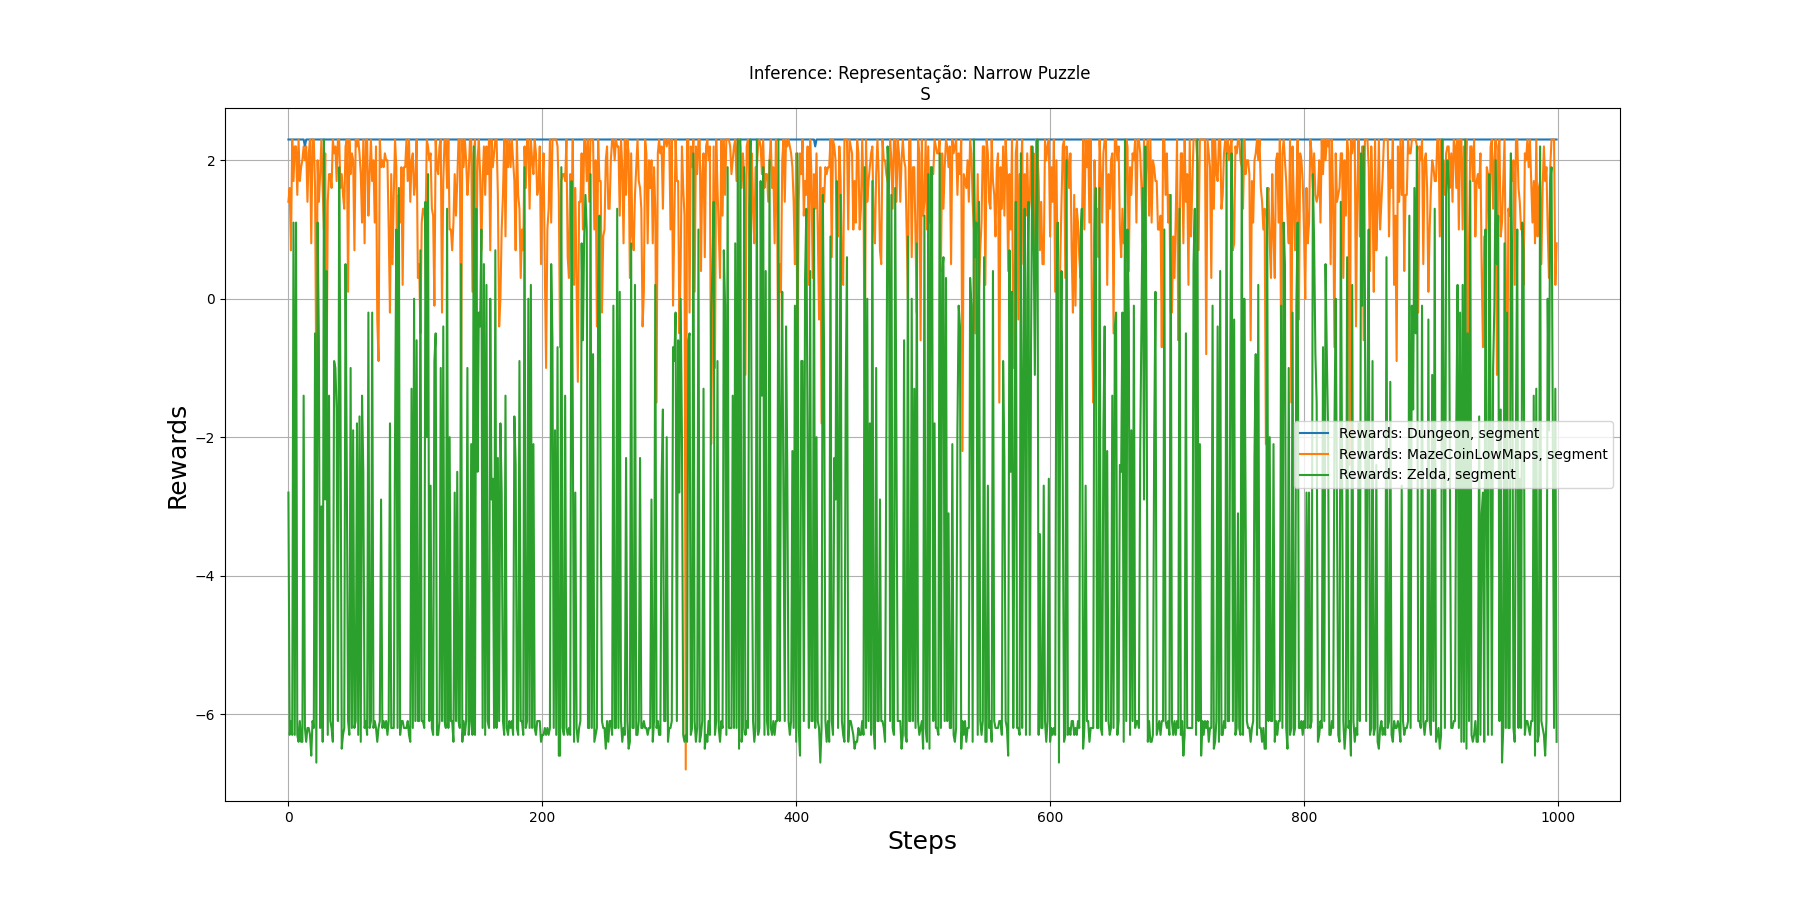 Inference: Representação: Narrow Puzzle
S
Rewards
2
0
−2
−4
−6
Rewards: Dungeon, segment
Rewards: MazeCoinLowMaps, segment
Rewards: Zelda, segment
0 200 400 600 800 1000
Steps